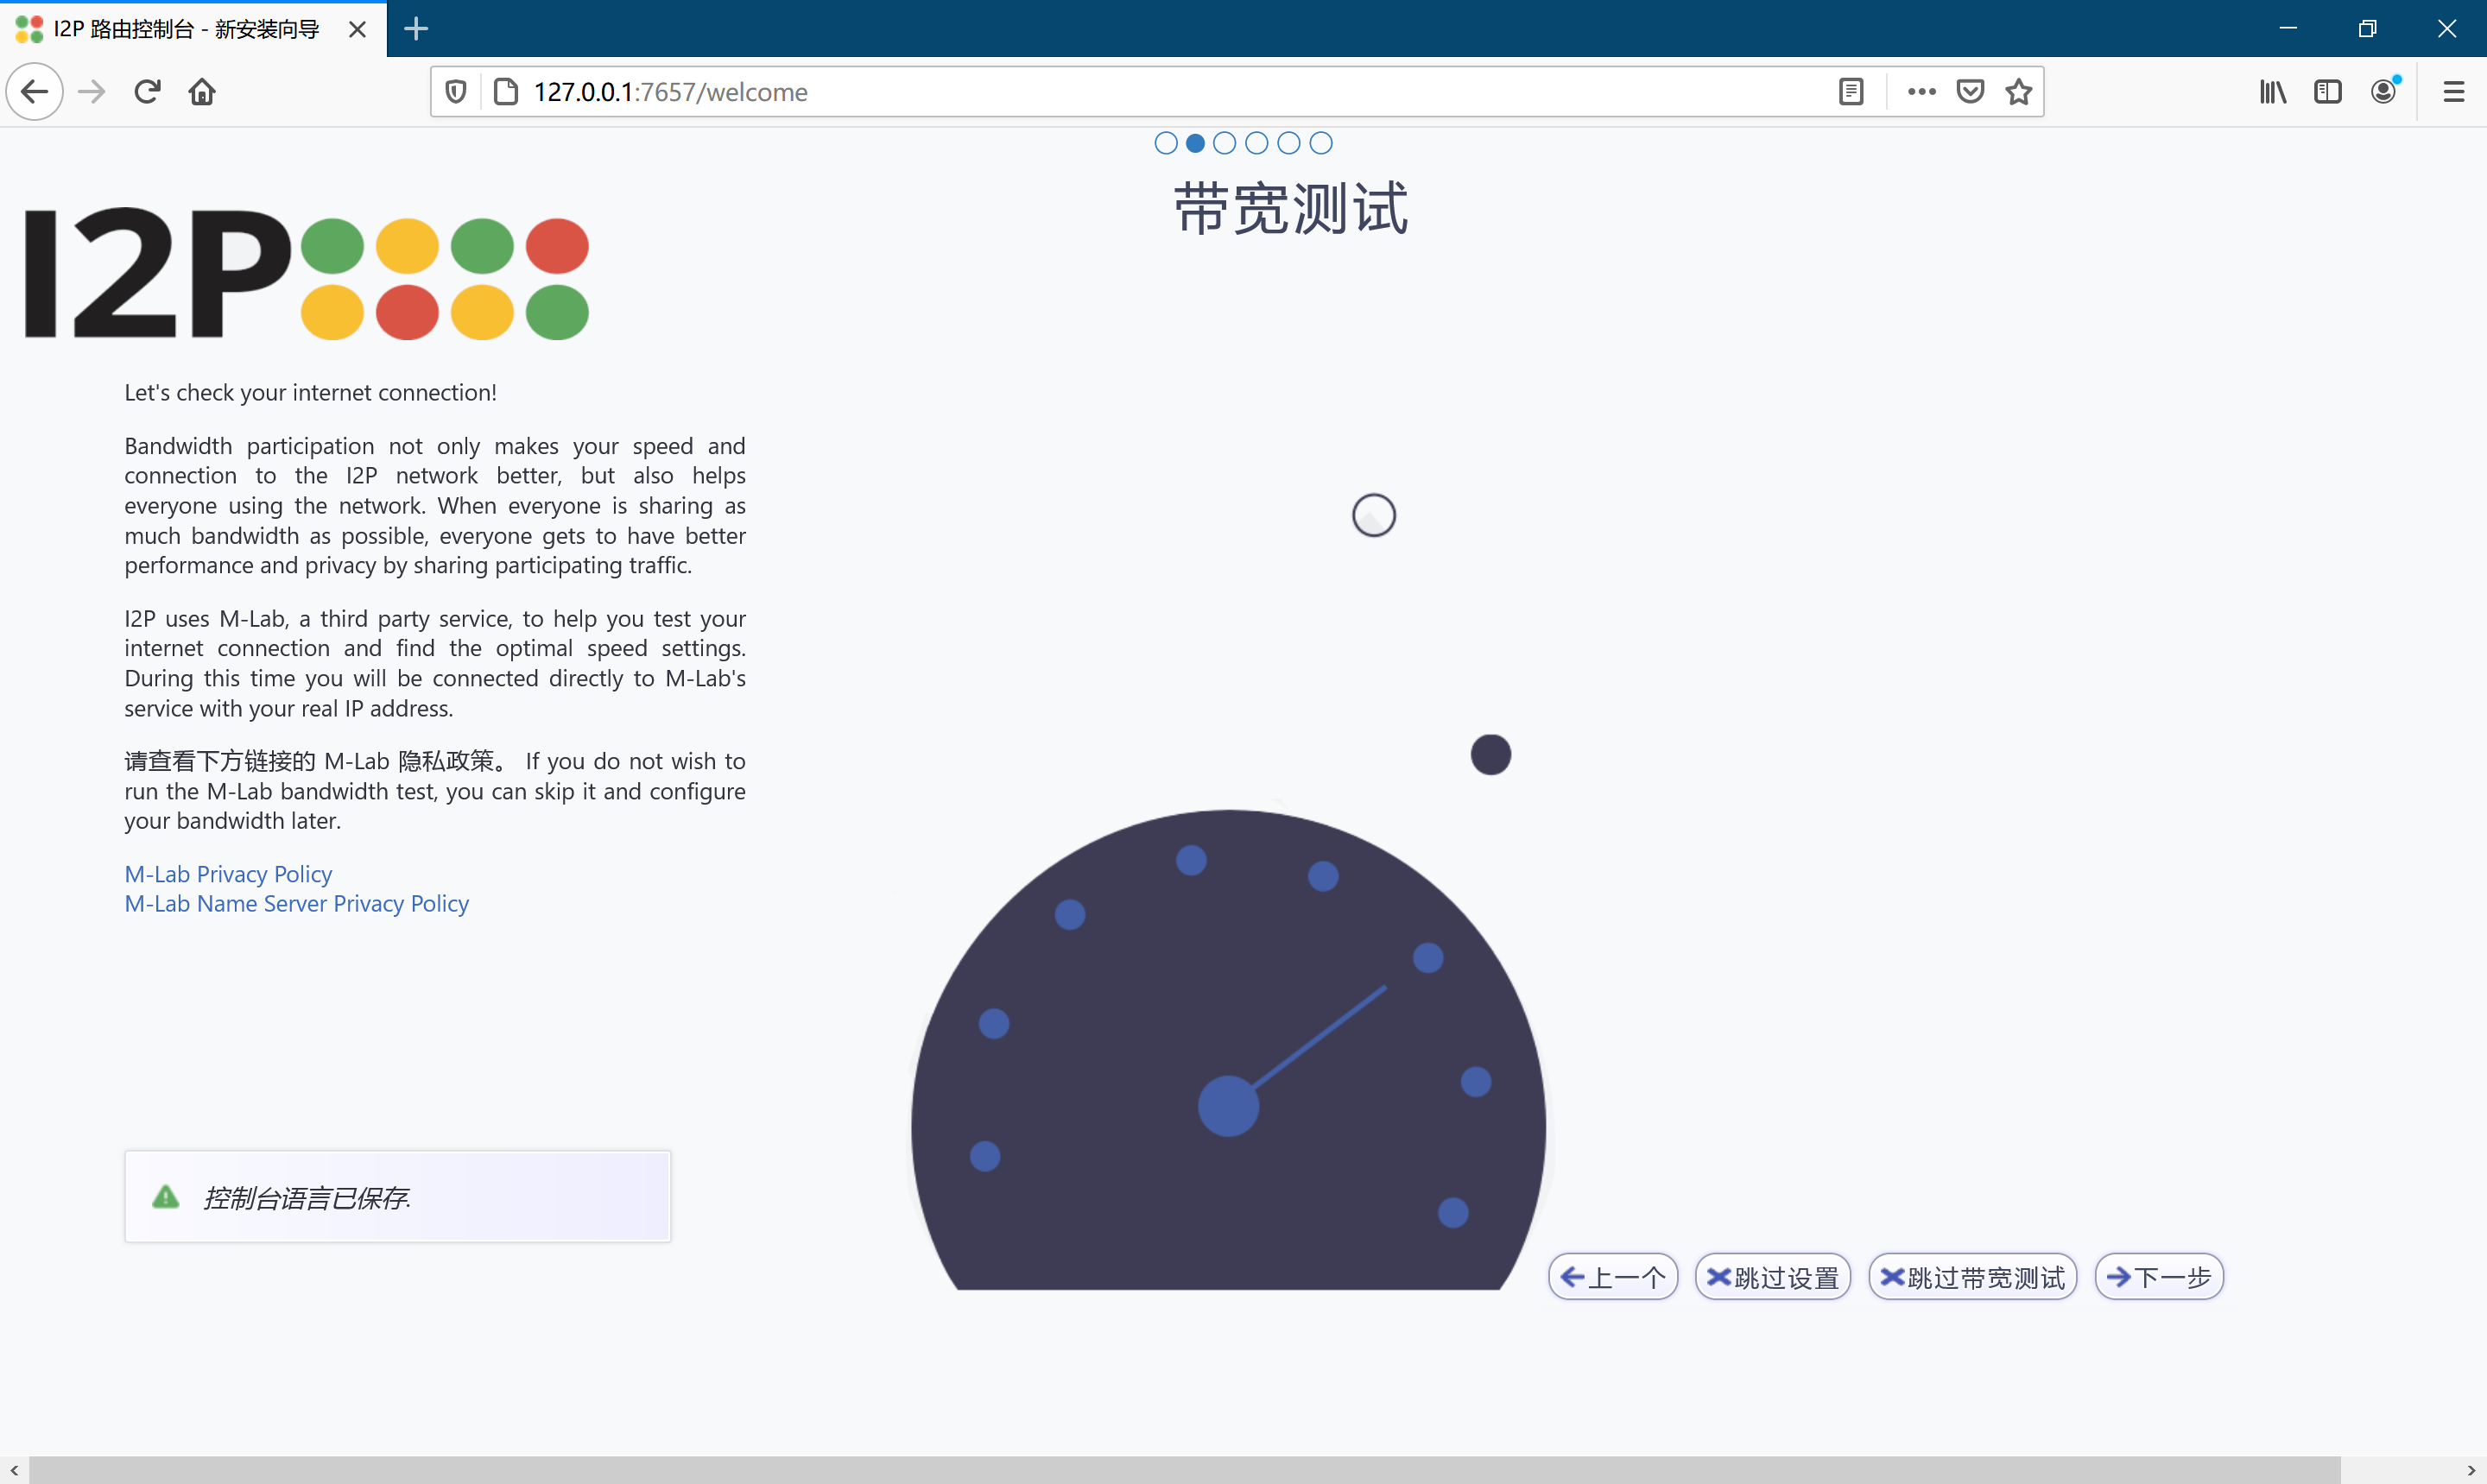 I2P 路由控制台 - 新安装向导
127.0.0.1:7657/welcome
带宽测试
I2P
Let's check your internet connection!
Bandwidth participation not only makes your speed and
connection to the I2P network better, but also helps
everyone using the network. When everyone is sharing as
much bandwidth as possible, everyone gets to have better
performance and privacy by sharing participating traffic.
I2P uses M-Lab, a third party service, to help you test your
internet connection and find the optimal speed settings.
During this time you will be connected directly to M-Lab's
service with your real IP address.
请查看下方链接的 M-Lab 隐私政策。 If you do not wish to
run the M-Lab bandwidth test, you can skip it and configure
your bandwidth later.
M-Lab Privacy Policy
M-Lab Name Server Privacy Policy
控制台语言已保存.
上一个
跳过设置
跳过带宽测试
下一步